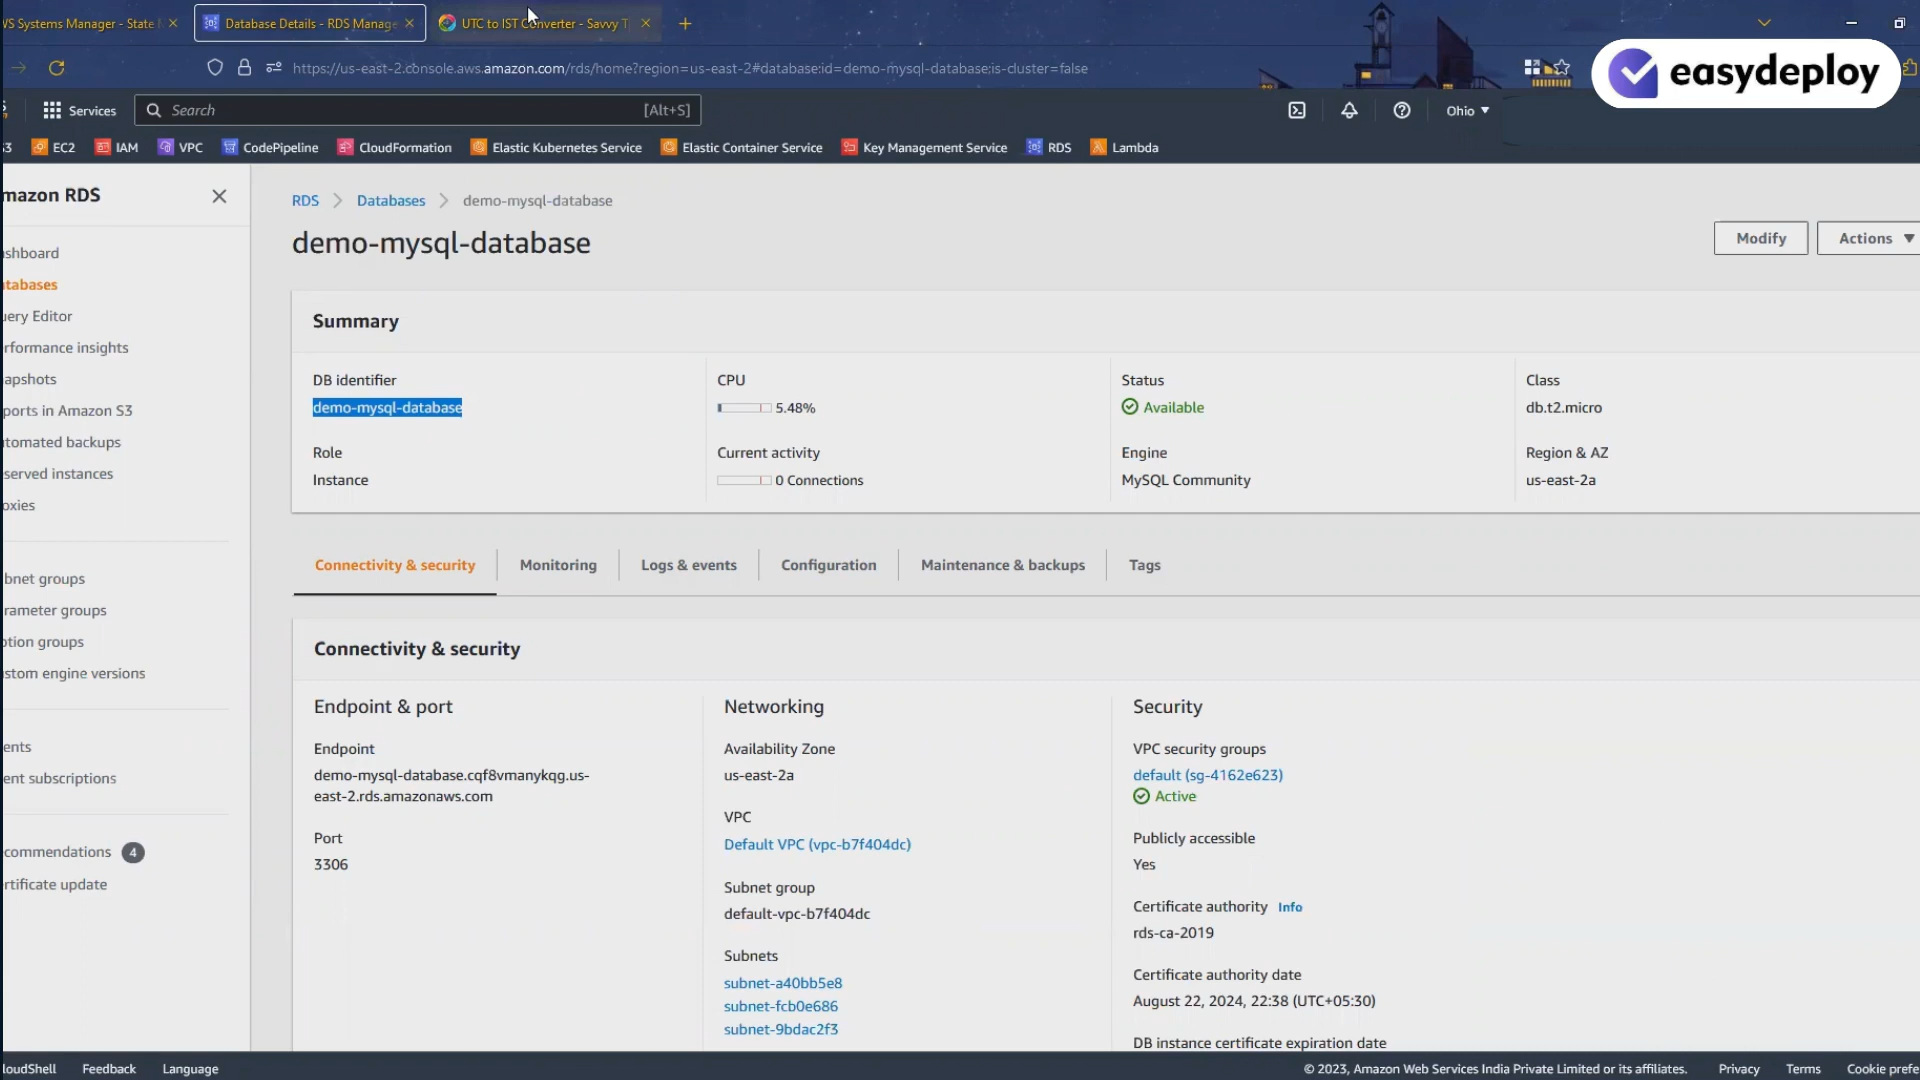 WS Systems Manager - State M
Database Details - RDS Manage
UTC to IST Converter - Savvy T
https://us-east-2.console.aws.amazon.com/rds/home?region=us-east-2#database:id=demo-mysql-database;is-cluster=false
easydeploy
Services
Search
[Alt+S]
Ohio
S3
EC2
IAM
VPC
CodePipeline
CloudFormation
Elastic Kubernetes Service
Elastic Container Service
Key Management Service
RDS
Lambda
mazon RDS
shboard
tabases
uery Editor
rformance insights
apshots
ports in Amazon S3
utomated backups
served instances
oxies
bnet groups
rameter groups
ption groups
stom engine versions
ents
ent subscriptions
commendations 4
rtificate update
RDS
Databases
demo-mysql-database
demo-mysql-database
Modify
Actions
Summary
DB identifier
demo-mysql-database
CPU
5.48%
Status
Available
Class
db.t2.micro
Role
Instance
Current activity
0 Connections
Engine
MySQL Community
Region & AZ
us-east-2a
Connectivity & security
Monitoring
Logs & events
Configuration
Maintenance & backups
Tags
Connectivity & security
Endpoint & port
Endpoint
demo-mysql-database.cqf8vmanykqg.us-
east-2.rds.amazonaws.com
Port
3306
Networking
Availability Zone
us-east-2a
VPC
Default VPC (vpc-b7f404dc)
Subnet group
default-vpc-b7f404dc
Subnets
subnet-a40bb5e8
subnet-fcb0e686
subnet-9bdac2f3
Security
VPC security groups
default (sg-4162e623)
Active
Publicly accessible
Yes
Certificate authority Info
rds-ca-2019
Certificate authority date
August 22, 2024, 22:38 (UTC+05:30)
DB instance certificate expiration date
loudShell
Feedback
Language
© 2023, Amazon Web Services India Private Limited or its affiliates.
Privacy
Terms
Cookie prefe